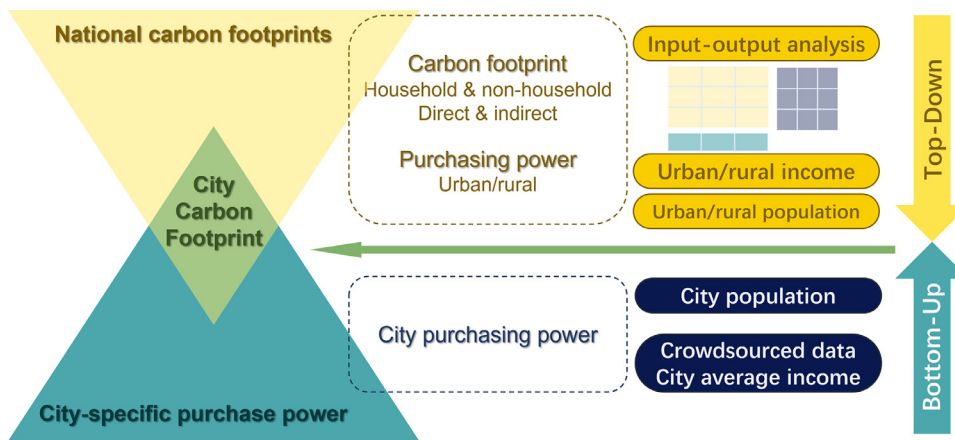 National carbon footprints
City
Carbon
Footprint
City-specific purchase power
Carbon footprint
Household & non-household
Direct & indirect
Purchasing power
Urban/rural
City purchasing power
Input-output analysis
Urban/rural income
Urban/rural population
City population
Crowdsourced data
City average income
Top-Down
Bottom-Up